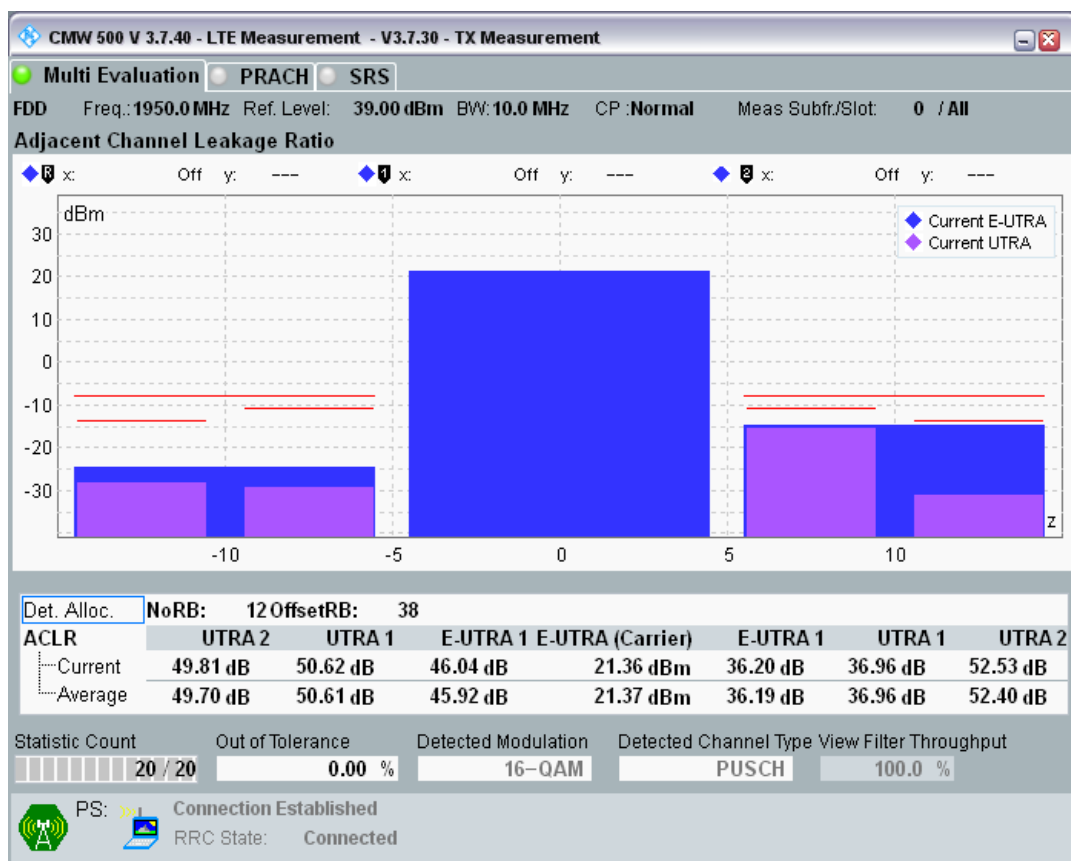 CMW 500 V 3.7.40 - LTE Measurement - V3.7.30 - TX Measurement
Multi Evaluation PRACH SRS
FDD Freq.: 1950.0 MHz Ref. Level: 39.00 dBm BW: 10.0 MHz CP :Normal Meas Subfr./Slot: 0 / All
Adjacent Channel Leakage Ratio
R x: Off y: --- 1 x: Off y: --- 2 x: Off y: ---
dBm
Current E-UTRA
Current UTRA
30
20
10
0
-10
-20
-30
z
-10 -5 0 5 10
Det. Alloc. NoRB: 12 OffsetRB: 38
ACLR UTRA 2 UTRA 1 E-UTRA 1 E-UTRA (Carrier) E-UTRA 1 UTRA 1 UTRA 2
Current 49.81 dB 50.62 dB 46.04 dB 21.36 dBm 36.20 dB 36.96 dB 52.53 dB
Average 49.70 dB 50.61 dB 45.92 dB 21.37 dBm 36.19 dB 36.96 dB 52.40 dB
Statistic Count Out of Tolerance Detected Modulation Detected Channel Type View Filter Throughput
20 / 20 0.00 % 16-QAM PUSCH 100.0 %
PS: Connection Established
RRC State: Connected